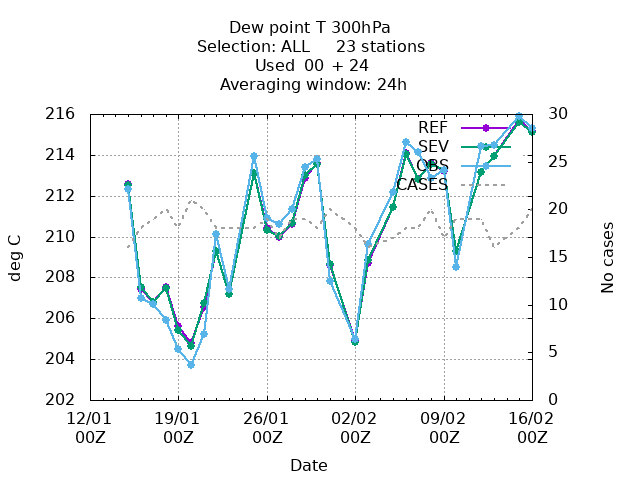 Dew point T 300hPa
Selection: ALL 23 stations
Used 00 + 24
Averaging window: 24h
216 30
REF
SEV
214 25
OBS
CASES
212 20
210 15
208 10
206
204 5
202 0
deg C
No cases
12/01 19/01 26/01 02/02 09/02 16/02
00Z 00Z 00Z 00Z 00Z 00Z
Date